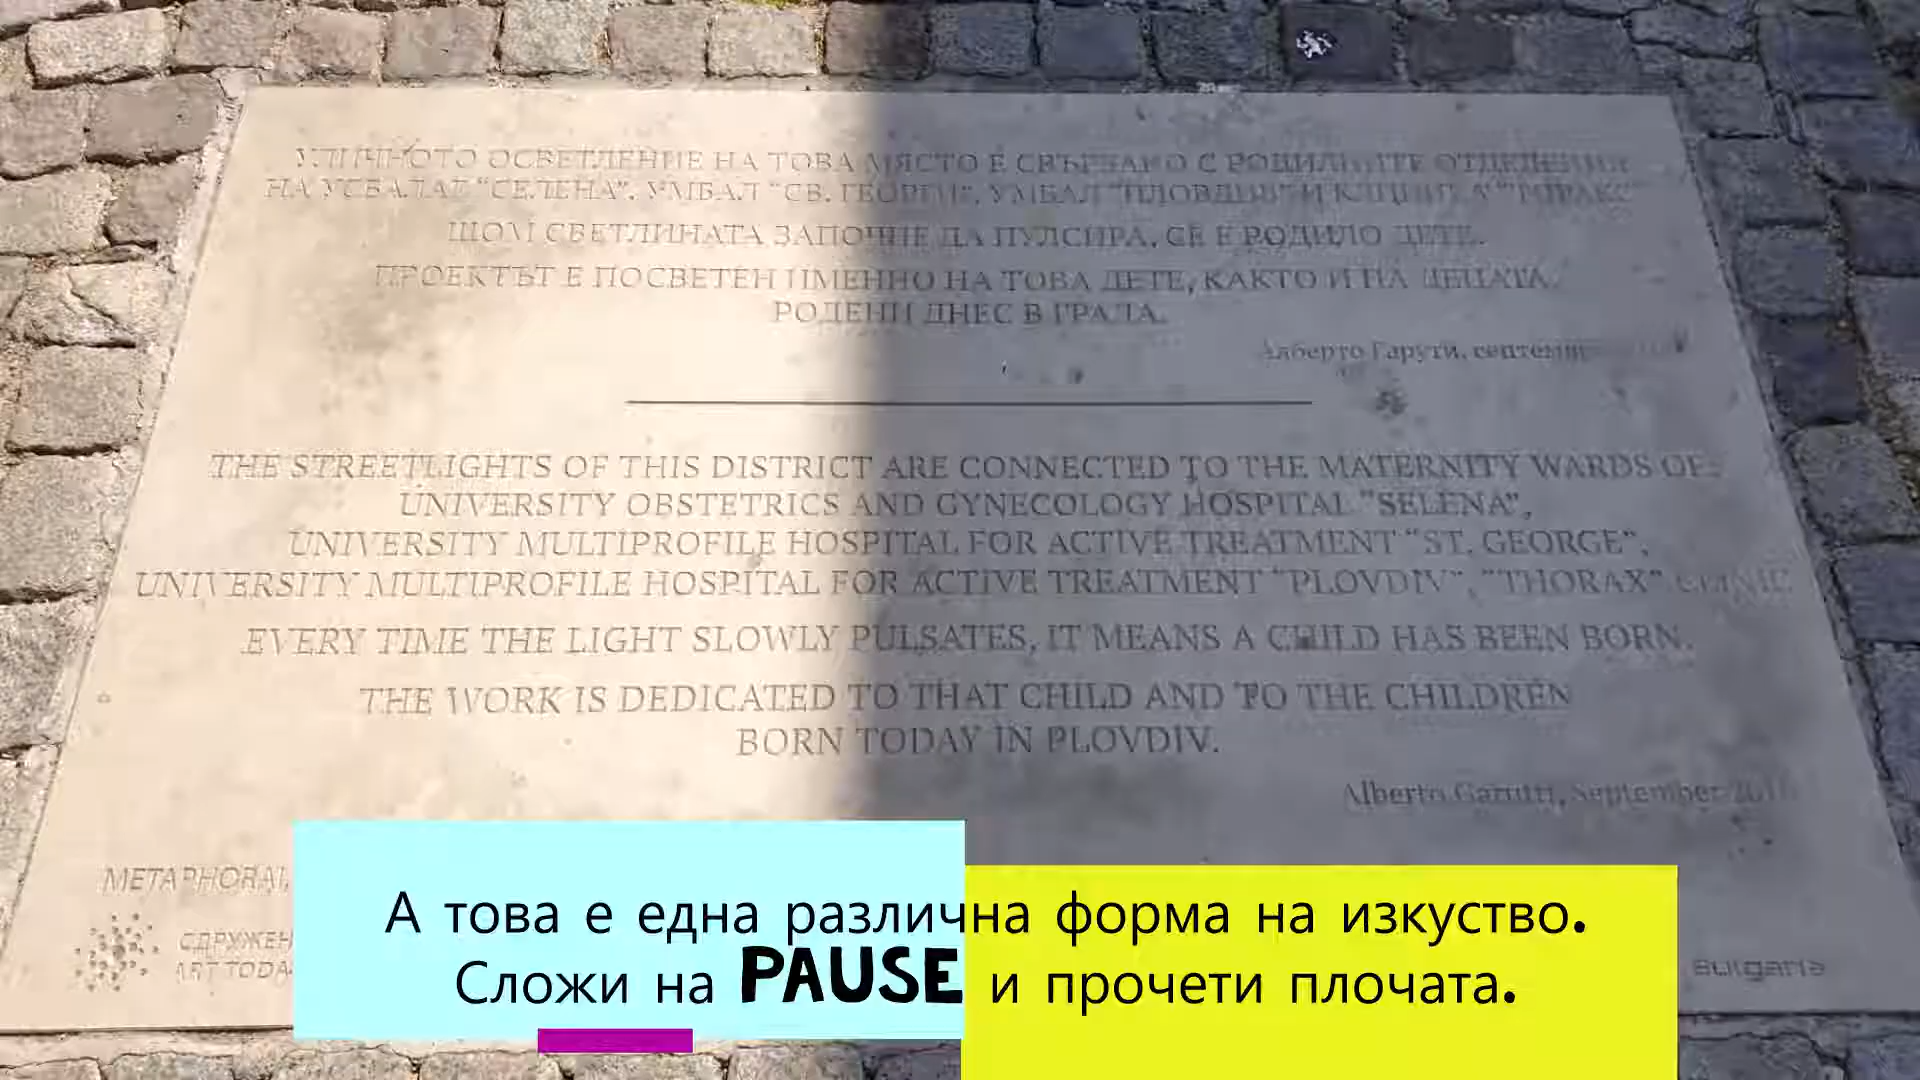 УЛИЧНОТО ОСВЕТЛЕНИЕ НА ТОВА МЯСТО Е СВЪРЗАНО С РОДИЛНИТЕ ОТДЕЛЕНИЯ
НА УСБАЛАГ "СЕЛЕНА", УМБАЛ "СВ. ГЕОРГИ", УМБАЛ "ПЛОВДИВ" И КЛИНИКА "ТОРАКС"
ЩОМ СВЕТЛИНАТА ЗАПОЧНЕ ДА ПУЛСИРА, СЕ Е РОДИЛО ДЕТЕ.
ПРОЕКТЪТ Е ПОСВЕТЕН ИМЕННО НА ТОВА ДЕТЕ, КАКТО И НА ДЕЦАТА,
РОДЕНИ ДНЕС В ГРАДА.
Алберто Гарути, септември
THE STREETLIGHTS OF THIS DISTRICT ARE CONNECTED TO THE MATERNITY WARDS OF
UNIVERSITY OBSTETRICS AND GYNECOLOGY HOSPITAL "SELENA",
UNIVERSITY MULTIPROFILE HOSPITAL FOR ACTIVE TREATMENT "ST. GEORGE",
UNIVERSITY MULTIPROFILE HOSPITAL FOR ACTIVE TREATMENT "PLOVDIV", "THORAX" CLINIC.
EVERY TIME THE LIGHT SLOWLY PULSATES, IT MEANS A CHILD HAS BEEN BORN.
THE WORK IS DEDICATED TO THAT CHILD AND TO THE CHILDREN
BORN TODAY IN PLOVDIV.
Alberto Garutti, September
METAPHORAI,
СДРУЖЕН
ART TODA
Bulgaria
А това е една различна форма на изкуство.
Сложи на PAUSE и прочети плочата.